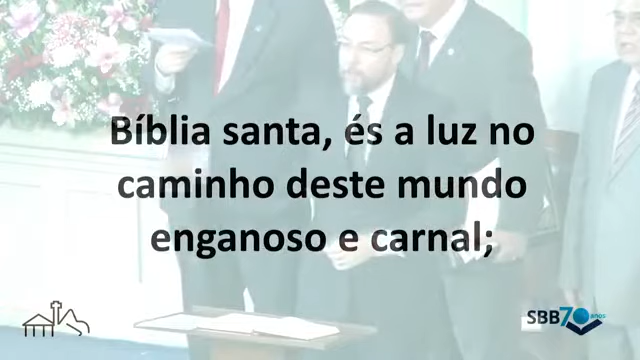 Bíblia santa, és a luz no
caminho deste mundo
enganoso e carnal;
SBB70 anos